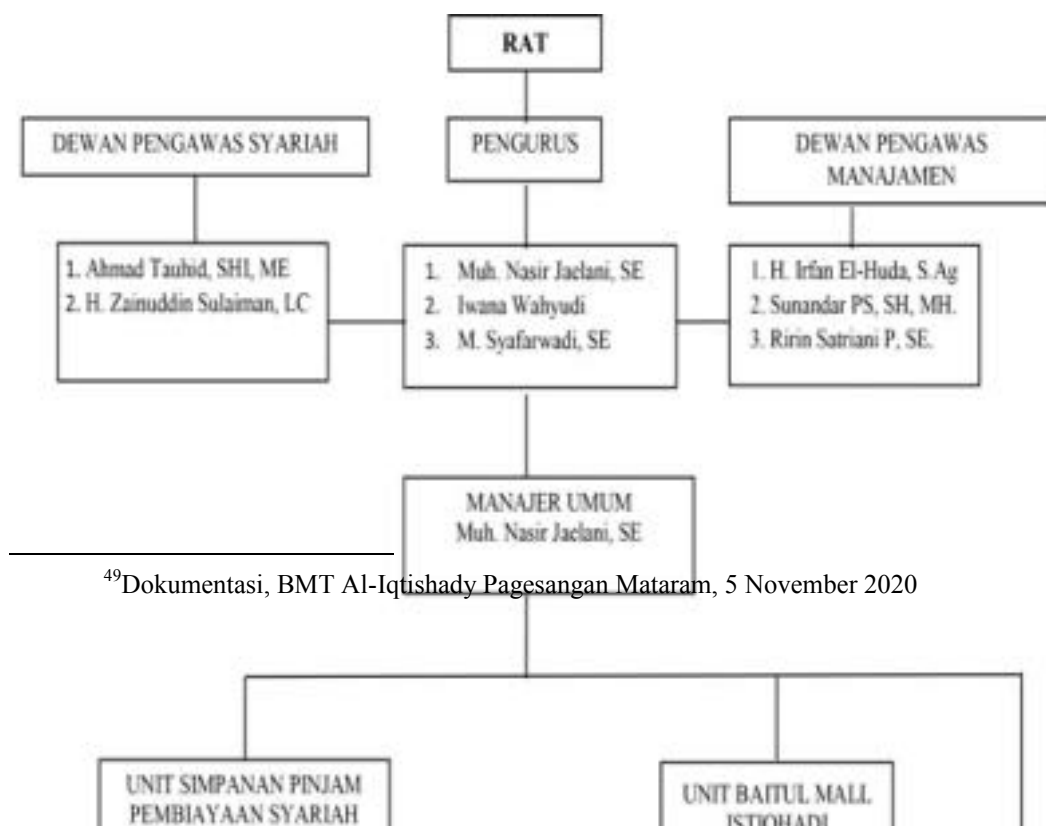 RAT
DEWAN PENGAWAS SYARIAH
PENGURUS
DEWAN PENGAWAS
MANAJAMEN
1. Ahmad Tauhid, SHI, ME
2. H. Zainuddin Sulaiman, LC
1. Muh. Nasir Jaelani, SE
2. Iwana Wahyudi
3. M. Syafarwadi, SE
1. H. Irfan El-Huda, S.Ag
2. Sunandar PS, SH, MH.
3. Ririn Satriani P, SE.
MANAJER UMUM
Muh. Nasir Jaelani, SE
49Dokumentasi, BMT Al-Iqtishady Pagesangan Mataram, 5 November 2020
UNIT SIMPANAN PINJAM
PEMBIAYAAN SYARIAH
UNIT BAITUL MALL